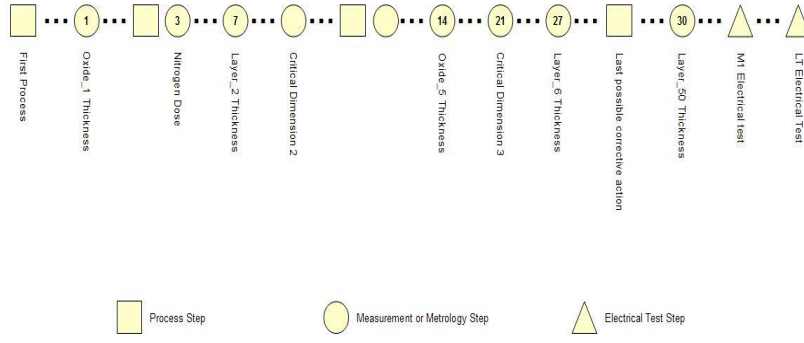 1
3
7
14
21
27
30
First Process
Oxide_1 Thickness
Nitrogen Dose
Layer_2 Thickness
Critical Dimension 2
Oxide_5 Thickness
Critical Dimension 3
Layer_6 Thickness
Last possible corrective action
Layer_50 Thickness
M1 Electrical test
LT Electrical Test
Process Step
Measurement or Metrology Step
Electrical Test Step